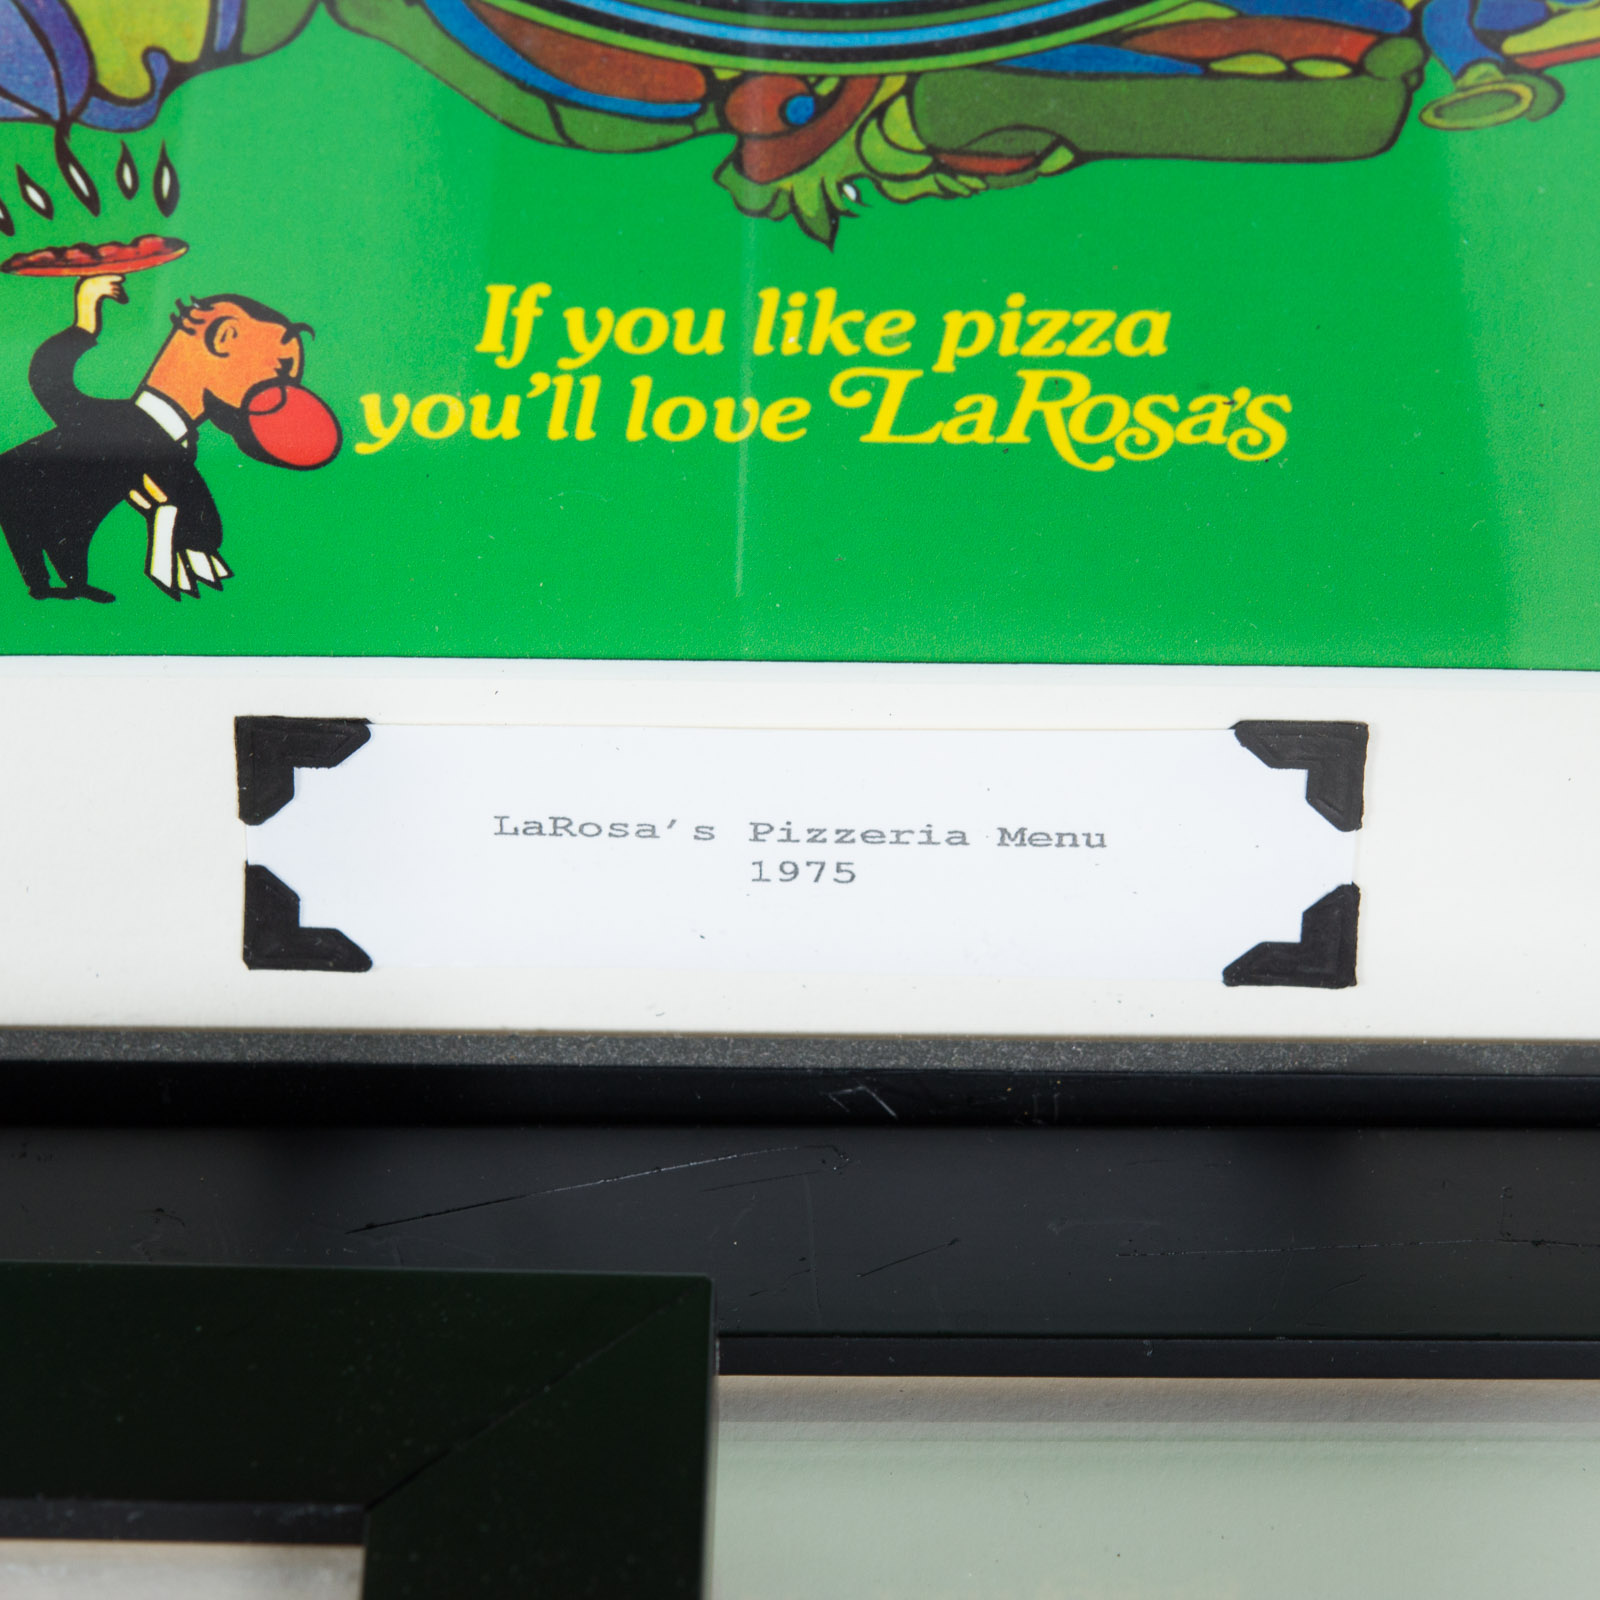 If you like pizza
you'll love LaRosa's
LaRosa's Pizzeria Menu
1975